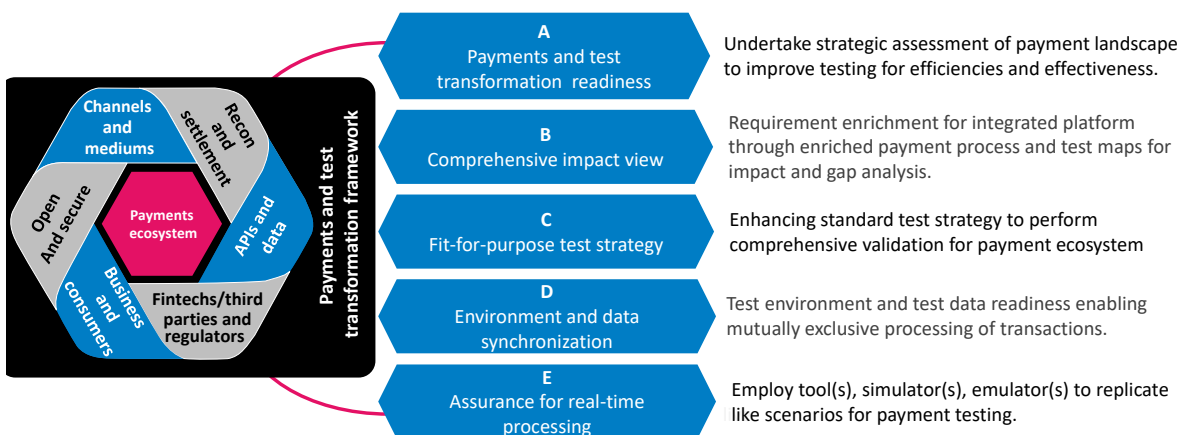 Channels and
mediums
Recon
and
settlement
APIs and
data
Fintechs/third
parties and
regulators
Business
and
consumers
Open
And secure
Payments
ecosystem
Payments and test
transformation framework
A
Payments and test
transformation readiness
Undertake strategic assessment of payment landscape
to improve testing for efficiencies and effectiveness.
B
Comprehensive impact view
Requirement enrichment for integrated platform
through enriched payment process and test maps for
impact and gap analysis.
C
Fit-for-purpose test strategy
Enhancing standard test strategy to perform
comprehensive validation for payment ecosystem
D
Environment and data
synchronization
Test environment and test data readiness enabling
mutually exclusive processing of transactions.
E
Assurance for real-time
processing
Employ tool(s), simulator(s), emulator(s) to replicate
like scenarios for payment testing.